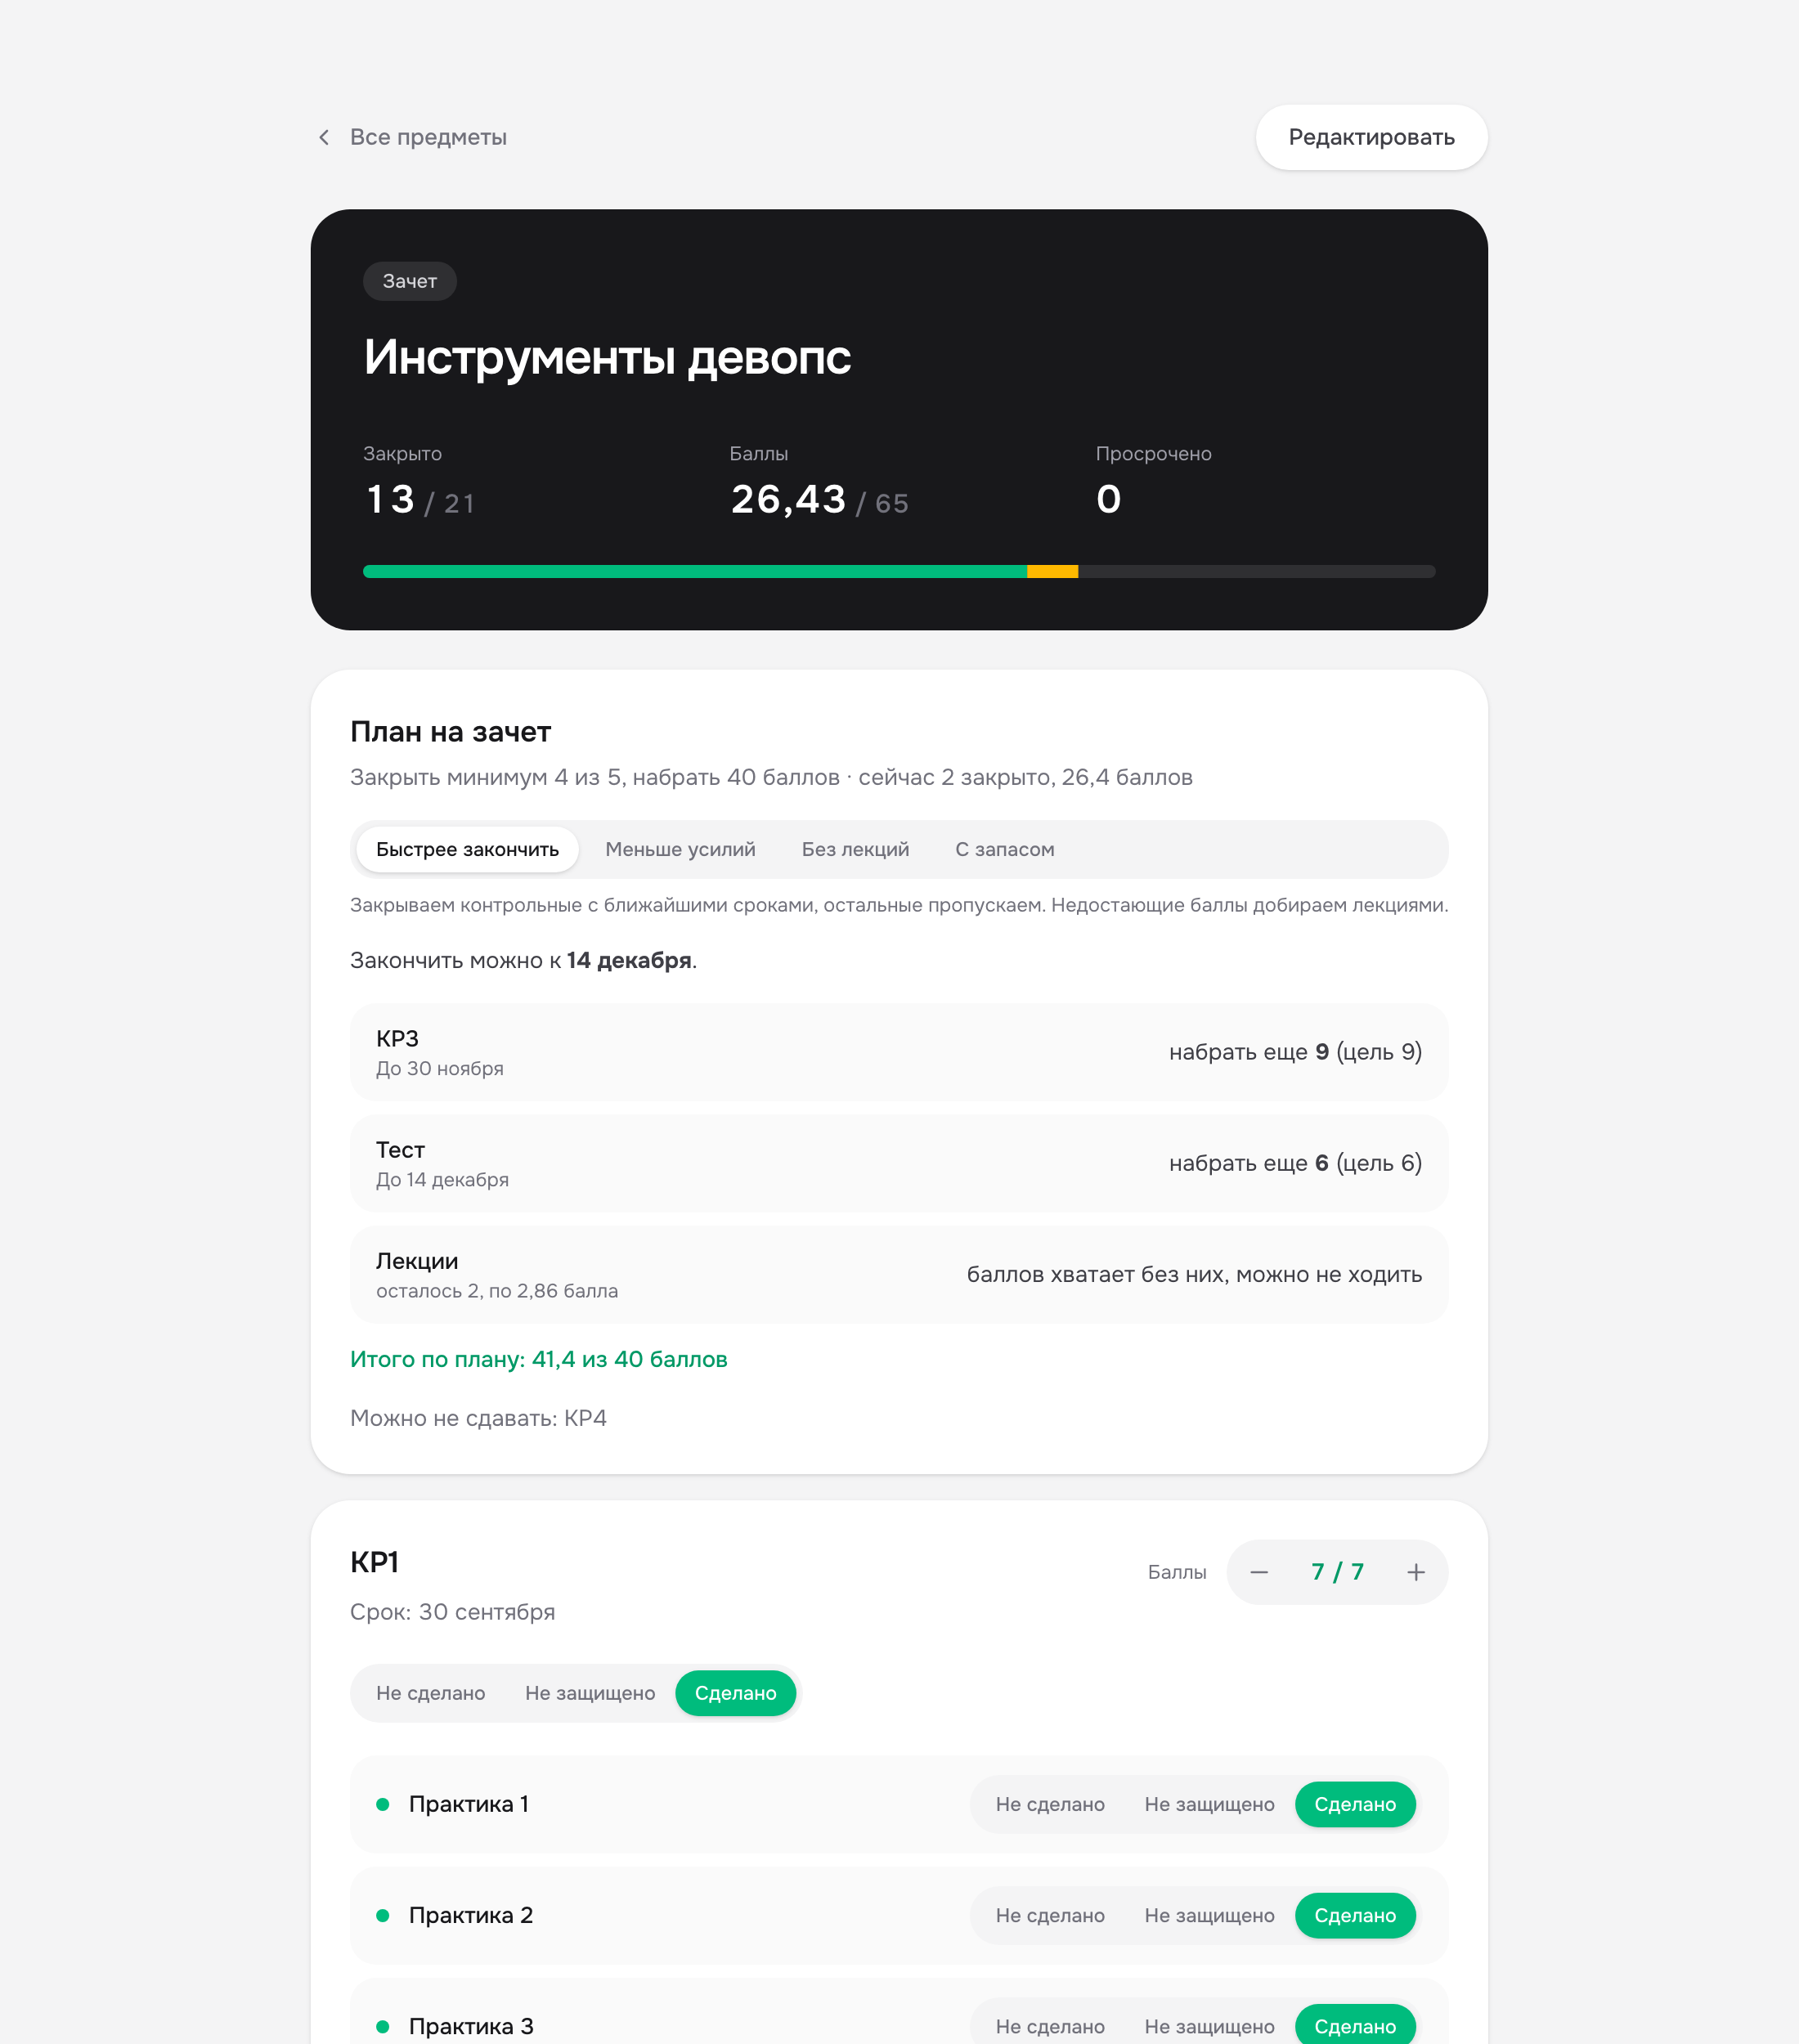 Все предметы
Редактировать
Зачет
Инструменты девопс
Закрыто
Баллы
Просрочено
13 / 21
26,43 / 65
0
План на зачет
Закрыть минимум 4 из 5, набрать 40 баллов · сейчас 2 закрыто, 26,4 баллов
Быстрее закончить
Меньше усилий
Без лекций
С запасом
Закрываем контрольные с ближайшими сроками, остальные пропускаем. Недостающие баллы добираем лекциями.
Закончить можно к 14 декабря.
КР3
До 30 ноября
набрать еще 9 (цель 9)
Тест
До 14 декабря
набрать еще 6 (цель 6)
Лекции
осталось 2, по 2,86 балла
баллов хватает без них, можно не ходить
Итого по плану: 41,4 из 40 баллов
Можно не сдавать: КР4
КР1
Срок: 30 сентября
Баллы
− 7 / 7 +
Не сделано
Не защищено
Сделано
Практика 1
Не сделано
Не защищено
Сделано
Практика 2
Не сделано
Не защищено
Сделано
Практика 3
Не сделано
Не защищено
Сделано